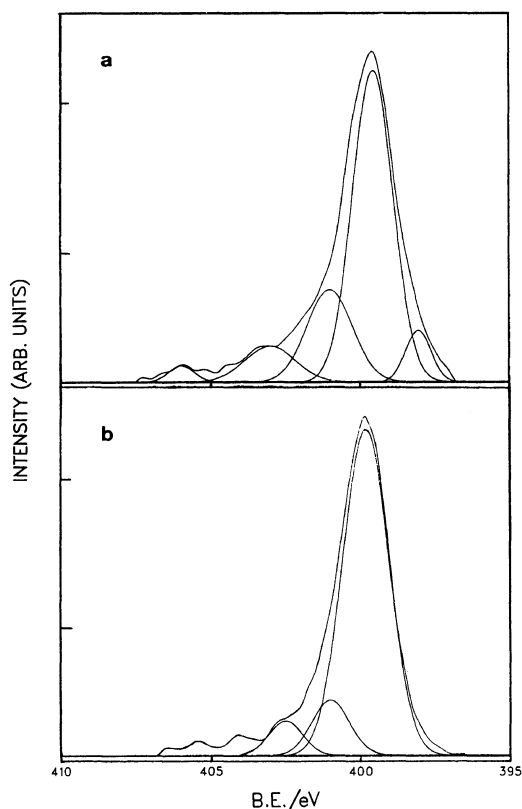 a
b
INTENSITY (ARB. UNITS)
410 405 400 395
B.E./eV